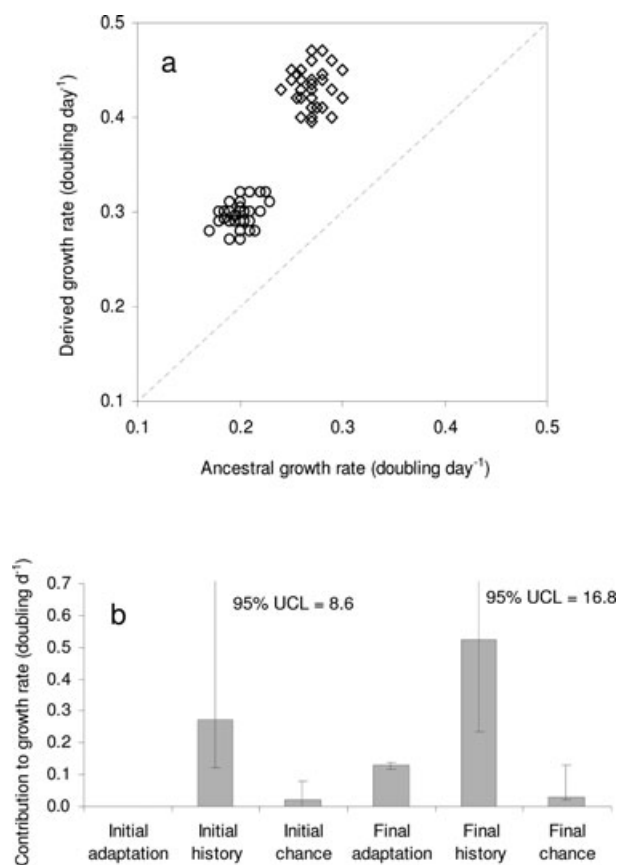 a
0.5
0.4
0.3
0.2
0.1
0.1 0.2 0.3 0.4 0.5
Derived growth rate (doubling day⁻¹)
Ancestral growth rate (doubling day⁻¹)
b
0.7
0.6
0.5
0.4
0.3
0.2
0.1
0.0
Contribution to growth rate (doubling d⁻¹)
95% UCL = 8.6
95% UCL = 16.8
Initial Initial Initial Final Final Final
adaptation history chance adaptation history chance